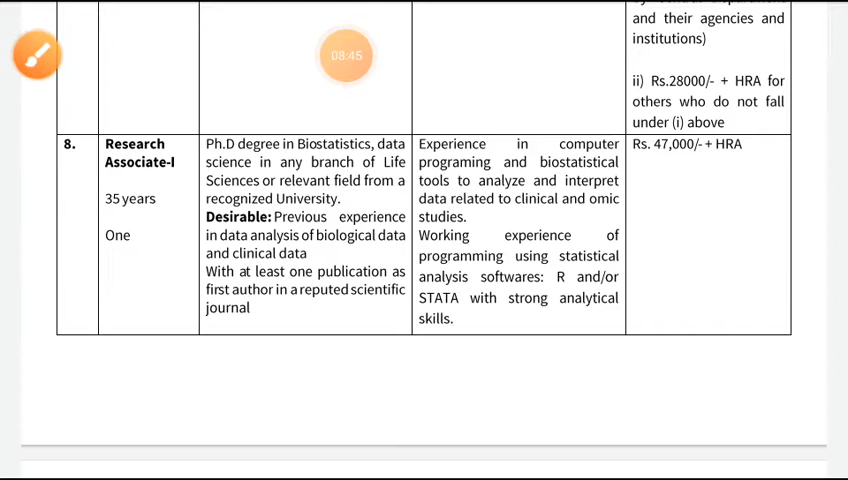 and their agencies and
institutions)
08:45
ii) Rs.28000/- + HRA for
others who do not fall
under (i) above
8.
Research
Associate-I
35 years
One
Ph.D degree in Biostatistics, data
science in any branch of Life
Sciences or relevant field from a
recognized University.
Desirable: Previous experience
in data analysis of biological data
and clinical data
With at least one publication as
first author in a reputed scientific
journal
Experience in computer
programing and biostatistical
tools to analyze and interpret
data related to clinical and omic
studies.
Working experience of
programming using statistical
analysis softwares: R and/or
STATA with strong analytical
skills.
Rs. 47,000/- + HRA